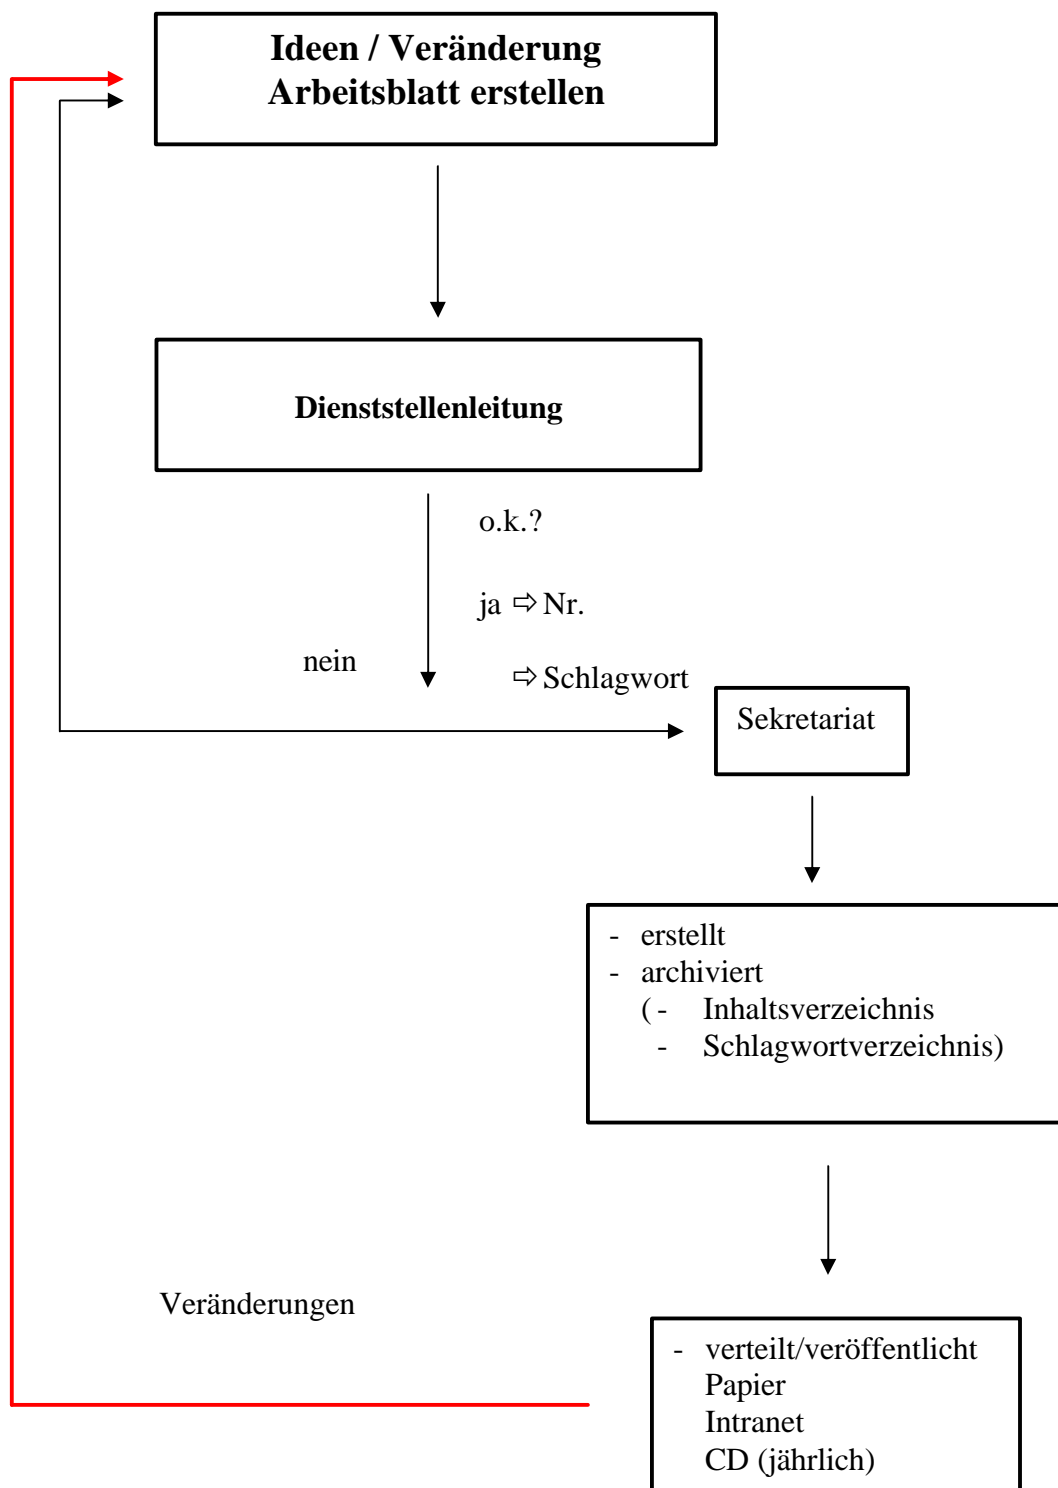 Ideen / Veränderung
Arbeitsblatt erstellen
Dienststellenleitung
o.k.?
ja ⇨ Nr.
nein
⇨ Schlagwort
Sekretariat
- erstellt
- archiviert
( - Inhaltsverzeichnis
- Schlagwortverzeichnis)
Veränderungen
- verteilt/veröffentlicht
Papier
Intranet
CD (jährlich)